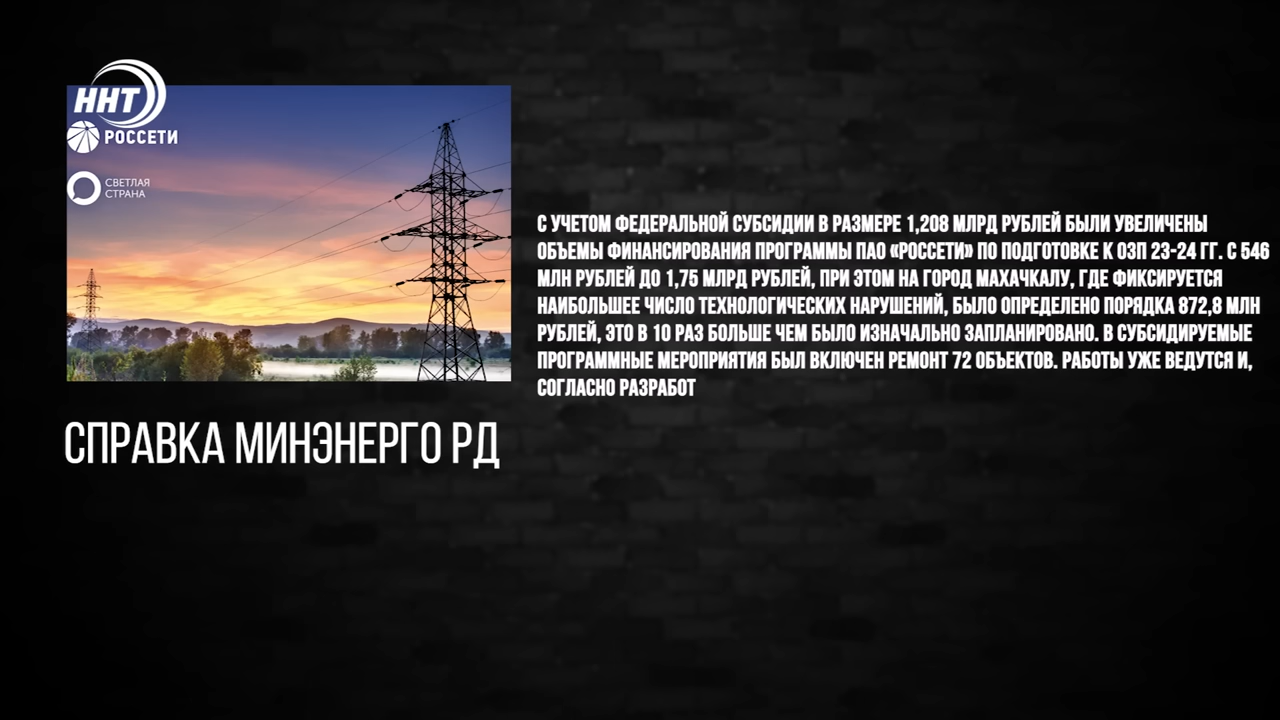 ННТ
РОССЕТИ
СВЕТЛАЯ
СТРАНА
С УЧЕТОМ ФЕДЕРАЛЬНОЙ СУБСИДИИ В РАЗМЕРЕ 1,208 МЛРД РУБЛЕЙ БЫЛИ УВЕЛИЧЕНЫ
ОБЪЕМЫ ФИНАНСИРОВАНИЯ ПРОГРАММЫ ПАО «РОССЕТИ» ПО ПОДГОТОВКЕ К ОЗП 23-24 ГГ. С 546
МЛН РУБЛЕЙ ДО 1,75 МЛРД РУБЛЕЙ, ПРИ ЭТОМ НА ГОРОД МАХАЧКАЛУ, ГДЕ ФИКСИРУЕТСЯ
НАИБОЛЬШЕЕ ЧИСЛО ТЕХНОЛОГИЧЕСКИХ НАРУШЕНИЙ, БЫЛО ОПРЕДЕЛЕНО ПОРЯДКА 872,8 МЛН
РУБЛЕЙ, ЭТО В 10 РАЗ БОЛЬШЕ ЧЕМ БЫЛО ИЗНАЧАЛЬНО ЗАПЛАНИРОВАНО. В СУБСИДИРУЕМЫЕ
ПРОГРАММНЫЕ МЕРОПРИЯТИЯ БЫЛ ВКЛЮЧЕН РЕМОНТ 72 ОБЪЕКТОВ. РАБОТЫ УЖЕ ВЕДУТСЯ И,
СОГЛАСНО РАЗРАБОТ
СПРАВКА МИНЭНЕРГО РД